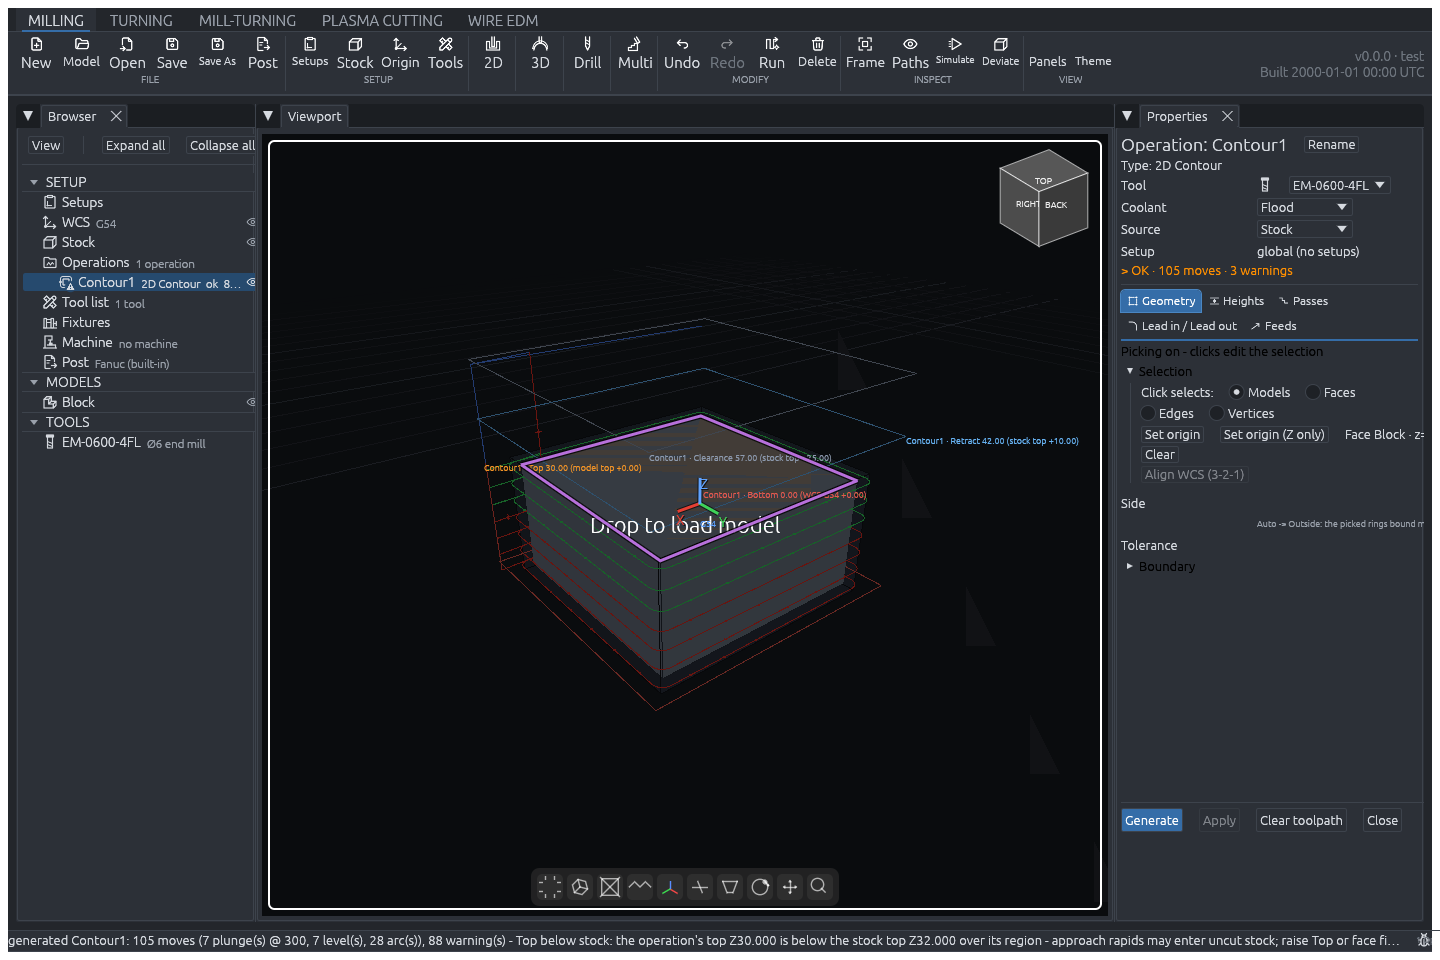 MILLING TURNING MILL-TURNING PLASMA CUTTING WIRE EDM
New Model Open Save Save As Post Setups Stock Origin Tools 2D 3D Drill Multi Undo Redo Run Delete Frame Paths Simulate Deviate Panels Theme
FILE SETUP MODIFY INSPECT VIEW
v0.0.0 · test
Built 2000-01-01 00:00 UTC
Browser
View Expand all Collapse all
SETUP
Setups
WCS G54
Stock
Operations 1 operation
Contour1 2D Contour ok 8...
Tool list 1 tool
Fixtures
Machine no machine
Post Fanuc (built-in)
MODELS
Block
TOOLS
EM-0600-4FL Ø6 end mill
Viewport
TOP
RIGHT BACK
Contour1 · Retract 42.00 (stock top +10.00)
Contour1 · Clearance 57.00 (stock top +25.00)
Contour1 · Top 30.00 (model top +0.00)
Z
Contour1 · Bottom 0.00 (WCS G54 +0.00)
X Y
Drop to load model
Properties
Operation: Contour1 Rename
Type: 2D Contour
Tool EM-0600-4FL
Coolant Flood
Source Stock
Setup global (no setups)
> OK · 105 moves · 3 warnings
Geometry Heights Passes
Lead in / Lead out Feeds
Picking on - clicks edit the selection
Selection
Click selects: Models Faces
Edges Vertices
Set origin Set origin (Z only) Face Block · z=
Clear
Align WCS (3-2-1)
Side
Auto -> Outside: the picked rings bound m
Tolerance
Boundary
Generate Apply Clear toolpath Close
generated Contour1: 105 moves (7 plunge(s) @ 300, 7 level(s), 28 arc(s)), 88 warning(s) - Top below stock: the operation's top Z30.000 is below the stock top Z32.000 over its region - approach rapids may enter uncut stock; raise Top or face fi...